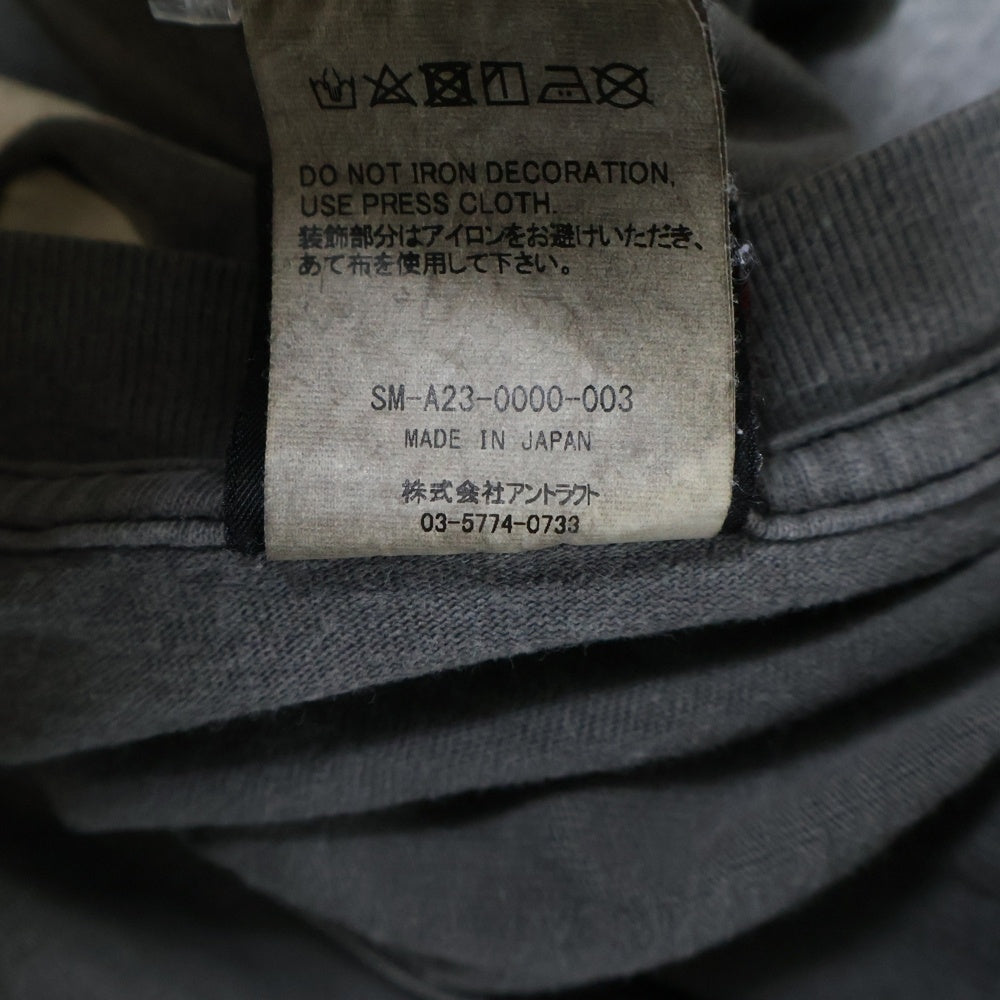 DO NOT IRON DECORATION,
USE PRESS CLOTH.
装飾部分はアイロンをお避けいただき、
あて布を使用して下さい。
SM-A23-0000-003
MADE IN JAPAN
株式会社アントラクト
03-5774-0733